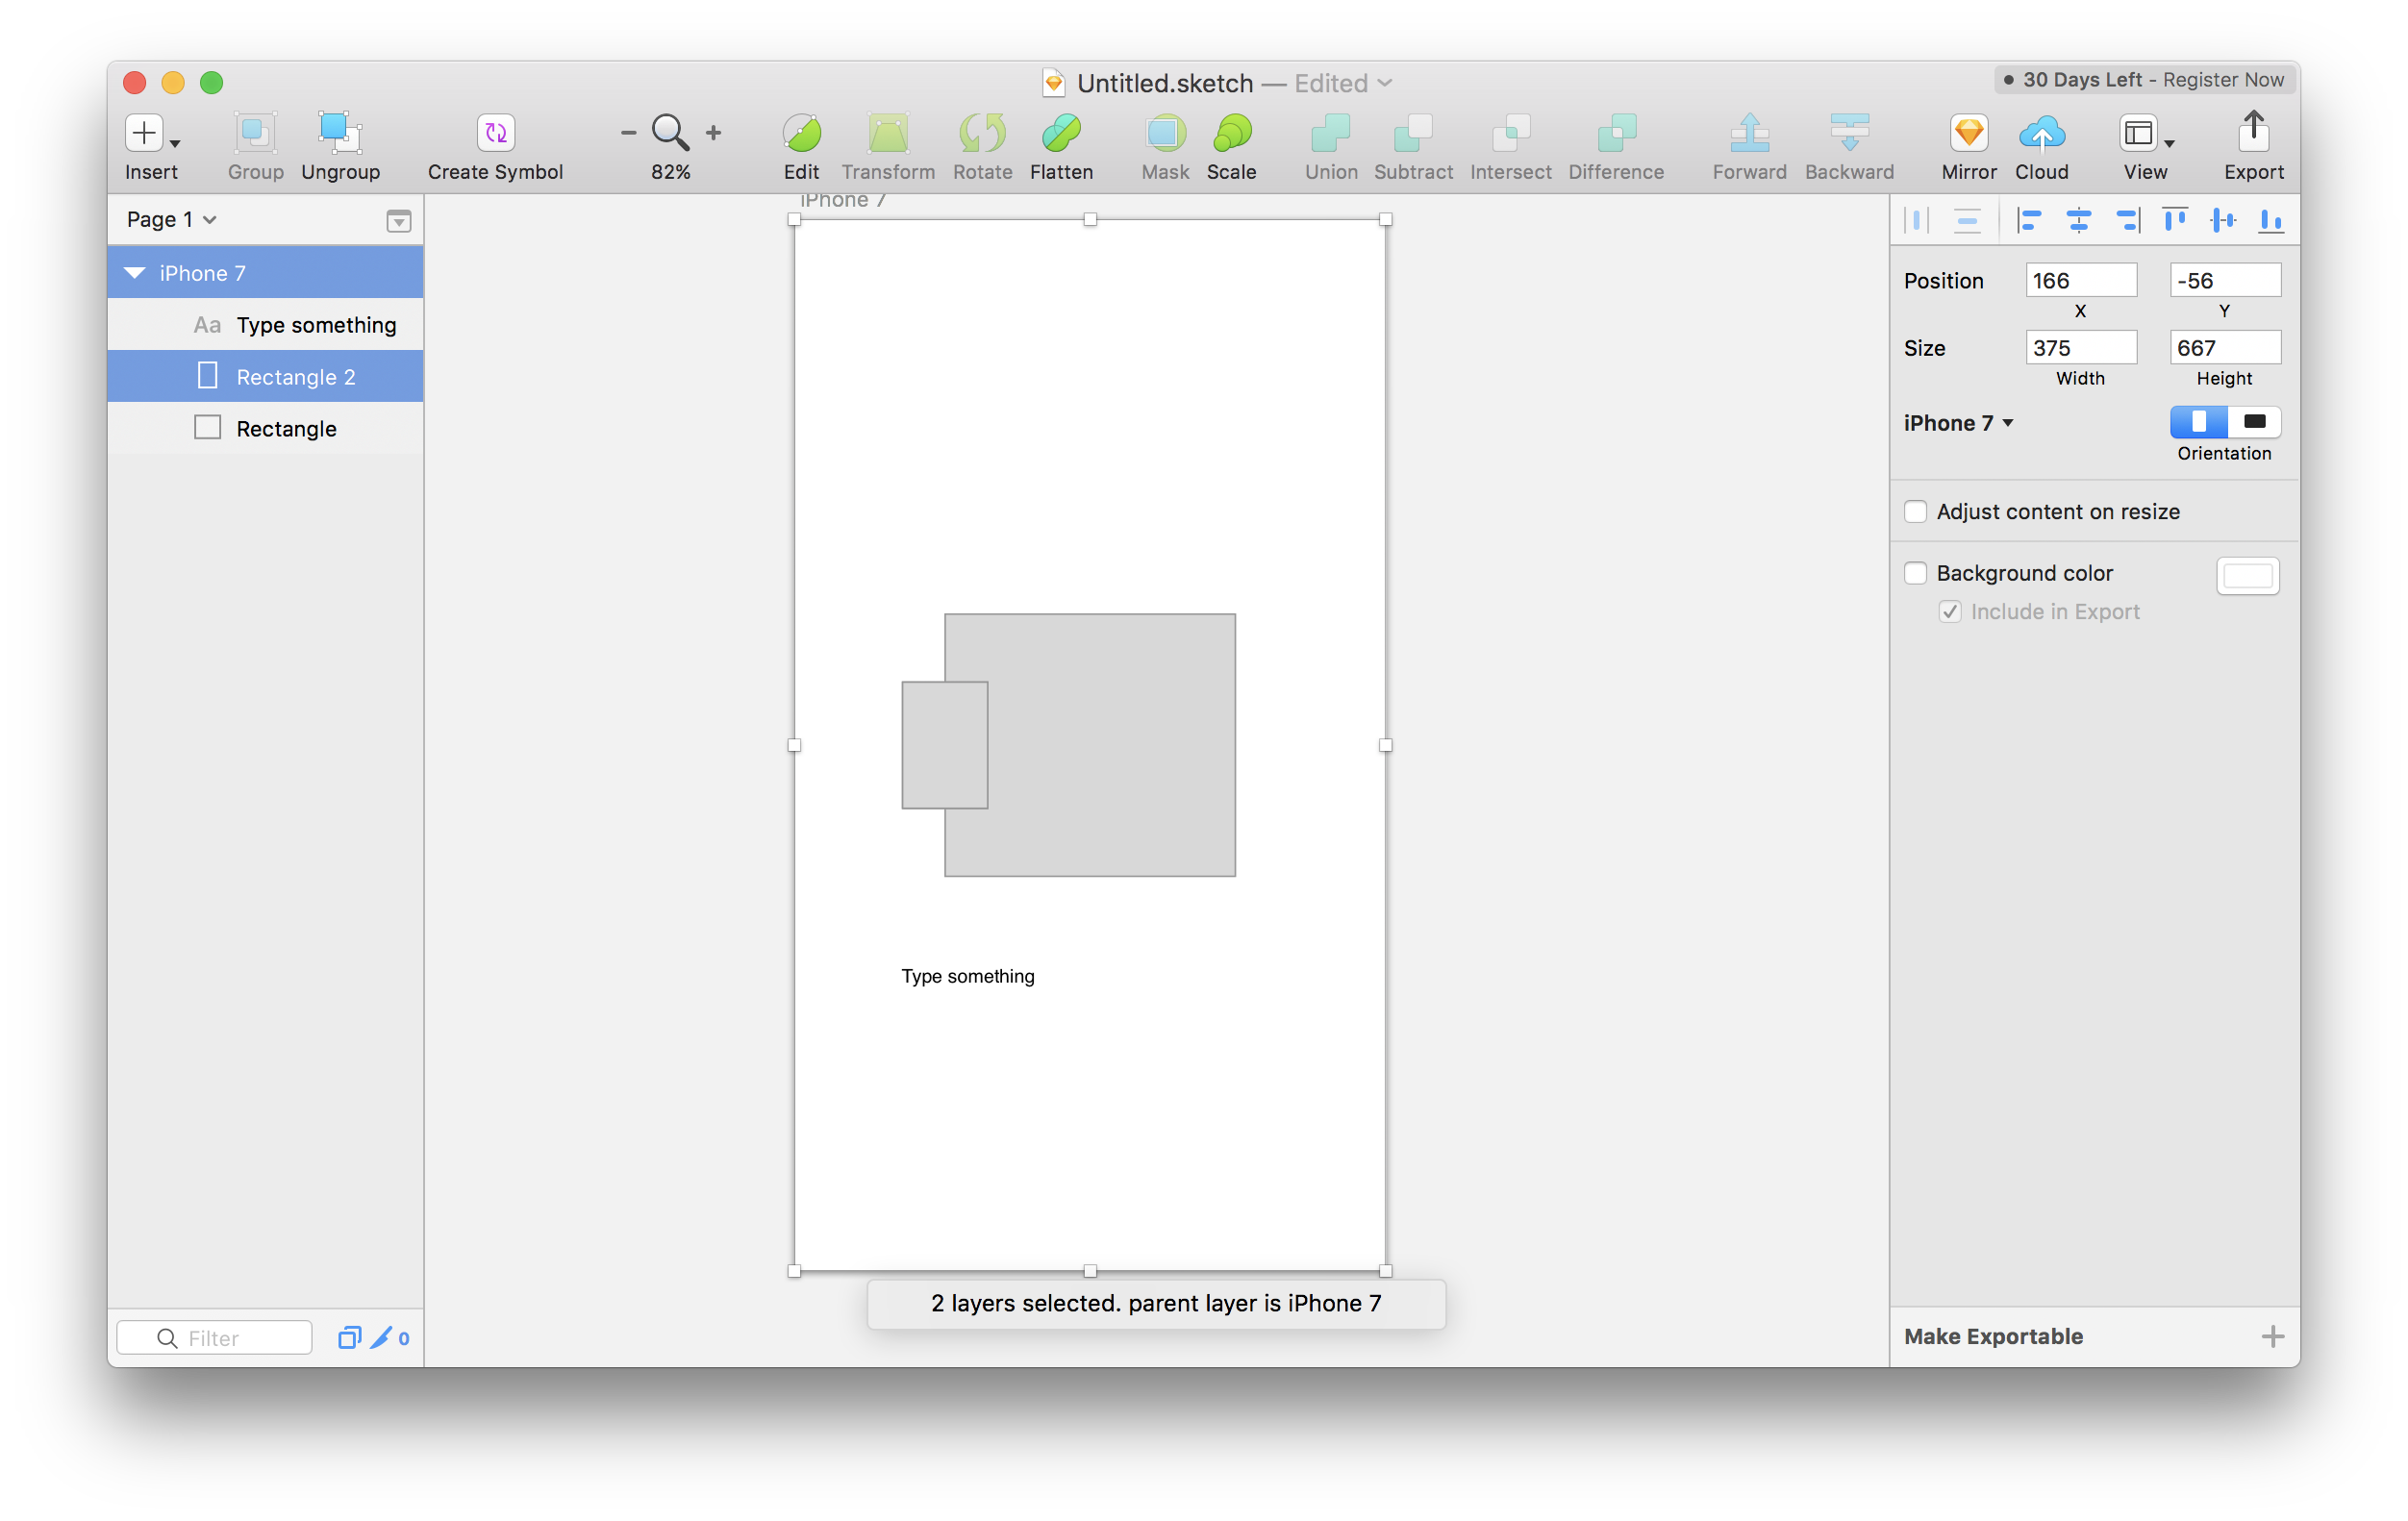 Untitled.sketch — Edited
30 Days Left - Register Now
Insert
Group
Ungroup
Create Symbol
82%
Edit
Transform
Rotate
Flatten
Mask
Scale
Union
Subtract
Intersect
Difference
Forward
Backward
Mirror
Cloud
View
Export
Page 1
iPhone 7
Aa Type something
Rectangle 2
Rectangle
Filter
0
iPhone 7
Type something
2 layers selected. parent layer is iPhone 7
Position 166 -56
X Y
Size 375 667
Width Height
iPhone 7
Orientation
Adjust content on resize
Background color
Include in Export
Make Exportable